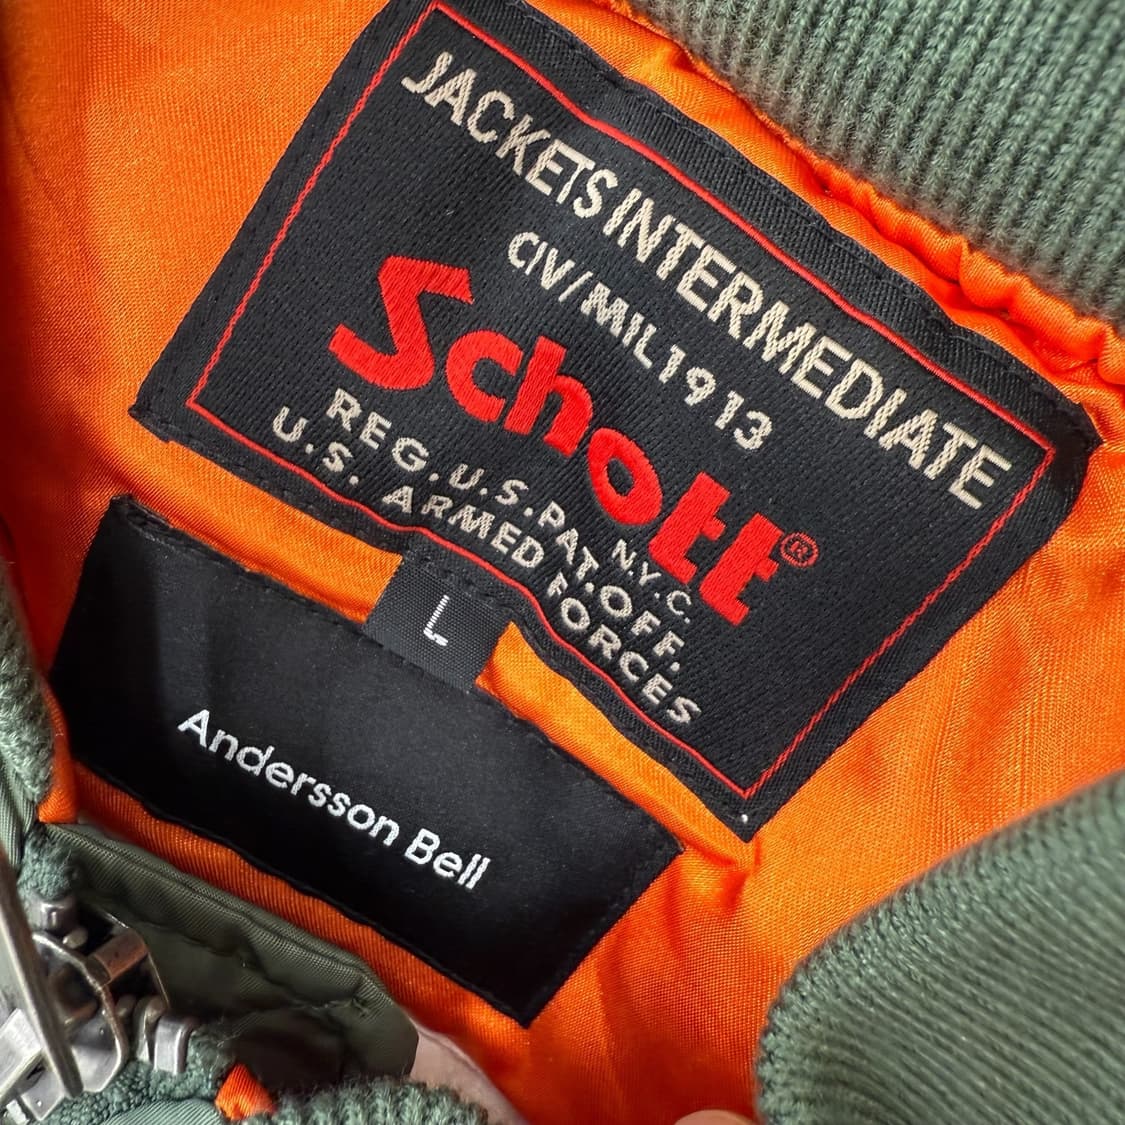 JACKETS INTERMEDIATE
CIV/MIL 1913
Schott®
N.Y.C.
REG.U.S.PAT.OFF.
U.S. ARMED FORCES
L
Andersson Bell